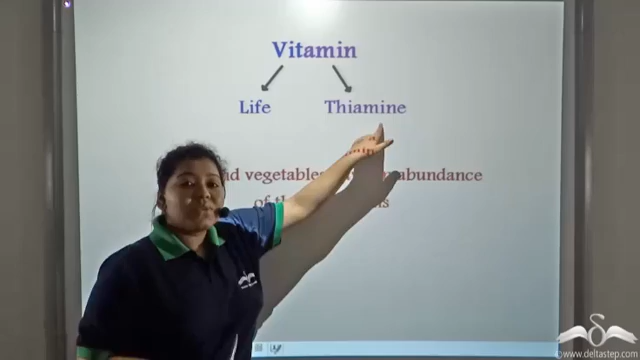 Vitamin
Life Thiamine
nd vegetables abundance
of th s
©www.deltastep.com